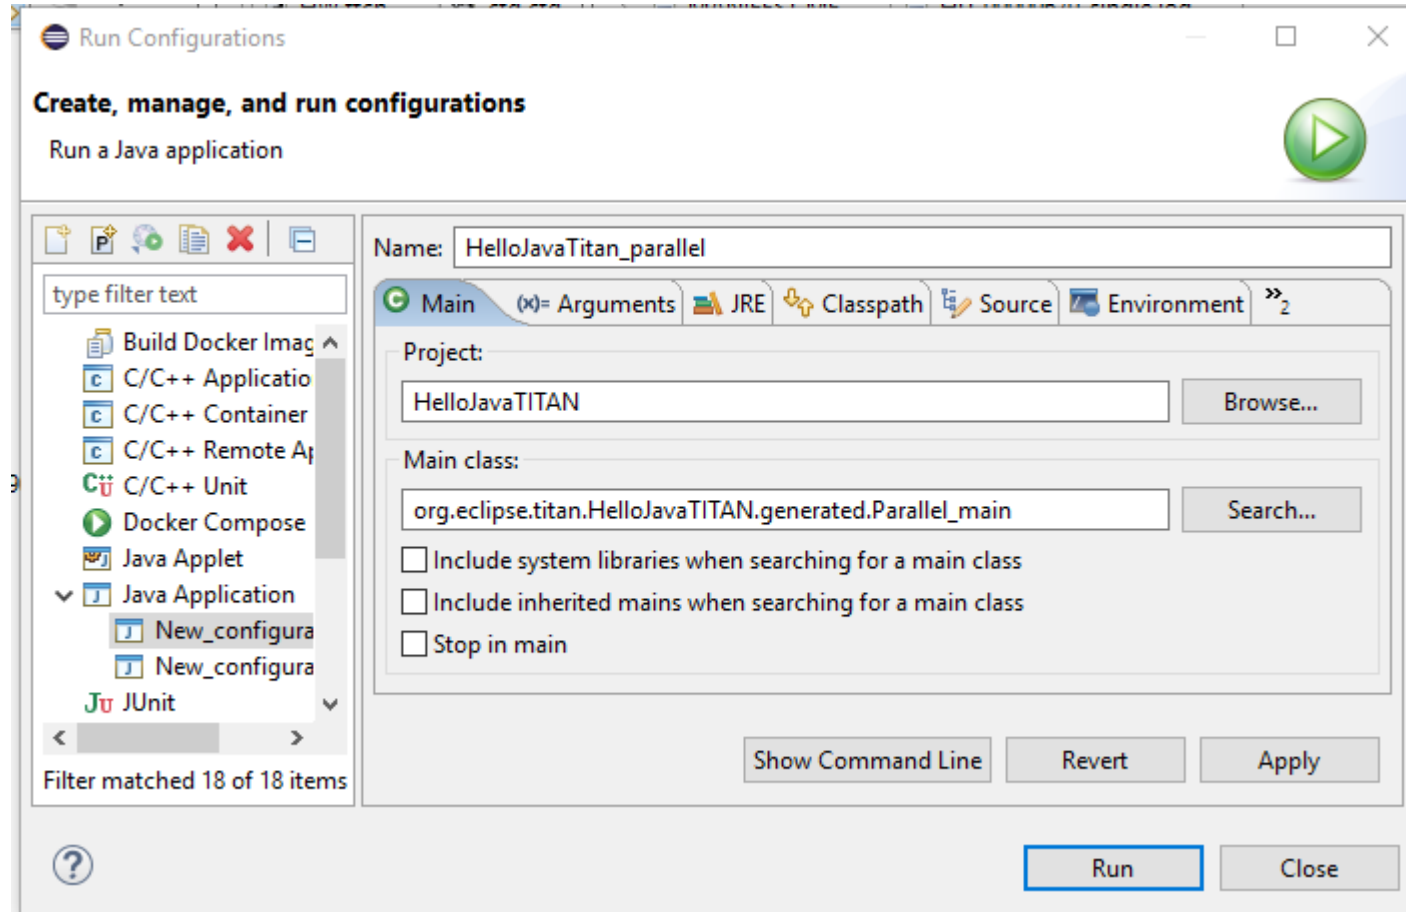 Run Configurations
Create, manage, and run configurations
Run a Java application
P
type filter text
Build Docker Imag
C/C++ Applicatio
C/C++ Container
C/C++ Remote Ap
C/C++ Unit
Docker Compose
Java Applet
Java Application
New_configura
New_configura
JUnit
Filter matched 18 of 18 items
Name: HelloJavaTitan_parallel
Main (x)= Arguments JRE Classpath Source Environment »2
Project:
HelloJavaTITAN Browse...
Main class:
org.eclipse.titan.HelloJavaTITAN.generated.Parallel_main Search...
Include system libraries when searching for a main class
Include inherited mains when searching for a main class
Stop in main
Show Command Line Revert Apply
Run Close